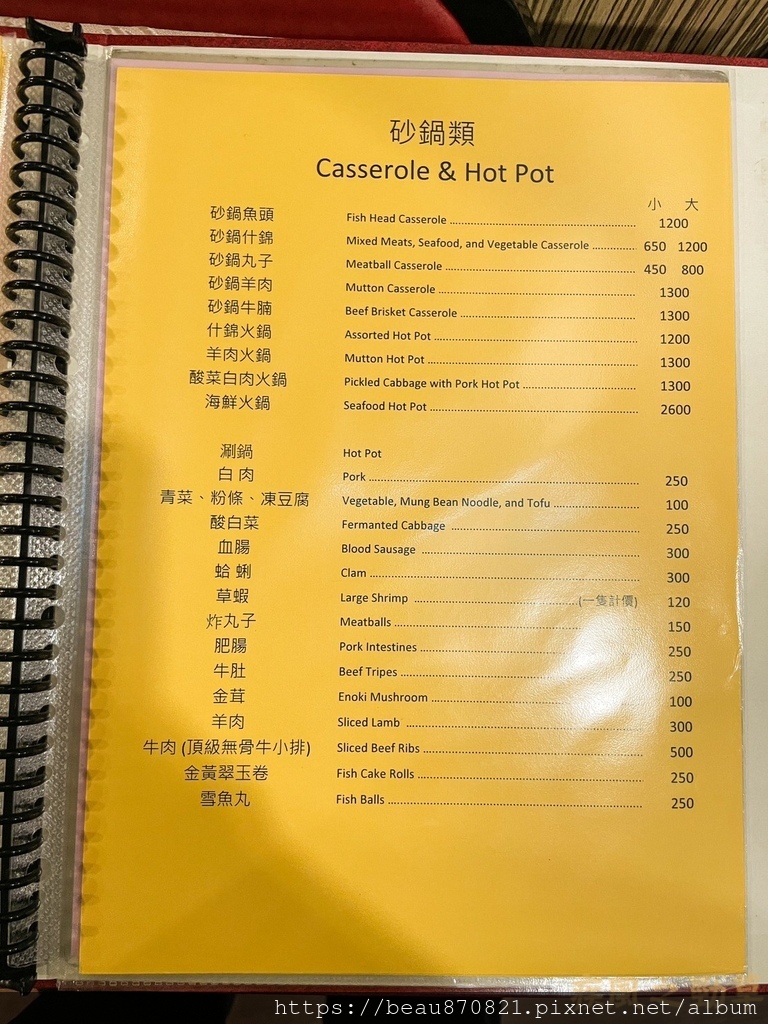 砂鍋類
Casserole & Hot Pot
小 大
砂鍋魚頭 Fish Head Casserole 1200
砂鍋什錦 Mixed Meats, Seafood, and Vegetable Casserole 650 1200
砂鍋丸子 Meatball Casserole 450 800
砂鍋羊肉 Mutton Casserole 1300
砂鍋牛腩 Beef Brisket Casserole 1300
什錦火鍋 Assorted Hot Pot 1200
羊肉火鍋 Mutton Hot Pot 1300
酸菜白肉火鍋 Pickled Cabbage with Pork Hot Pot 1300
海鮮火鍋 Seafood Hot Pot 2600
涮鍋 Hot Pot
白 肉 Pork 250
青菜、粉條、凍豆腐 Vegetable, Mung Bean Noodle, and Tofu 100
酸白菜 Fermanted Cabbage 250
血腸 Blood Sausage 300
蛤 蜊 Clam 300
草蝦 Large Shrimp (一隻計價) 120
炸丸子 Meatballs 150
肥腸 Pork Intestines 250
牛肚 Beef Tripes 250
金茸 Enoki Mushroom 100
羊肉 Sliced Lamb 300
牛肉 (頂級無骨牛小排) Sliced Beef Ribs 500
金黃翠玉卷 Fish Cake Rolls 250
雪魚丸 Fish Balls 250
https://beau870821.pixnet.net/album